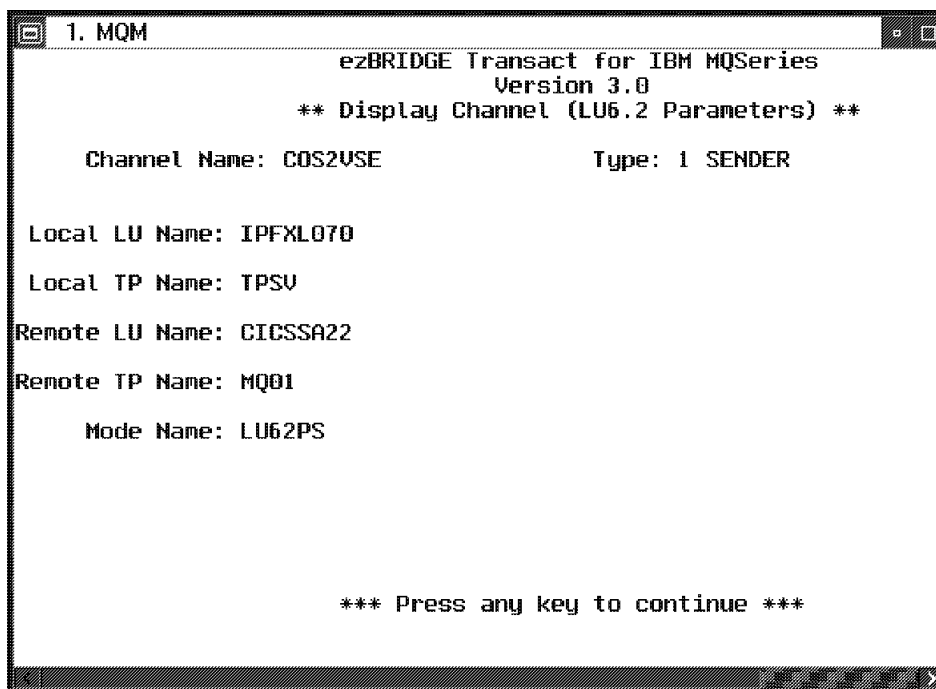 1. MQM
ezBRIDGE Transact for IBM MQSeries
Version 3.0
** Display Channel (LU6.2 Parameters) **
Channel Name: COS2VSE Type: 1 SENDER
Local LU Name: IPFXL070
Local TP Name: TPSV
Remote LU Name: CICSSA22
Remote TP Name: MQ01
Mode Name: LU62PS
*** Press any key to continue ***